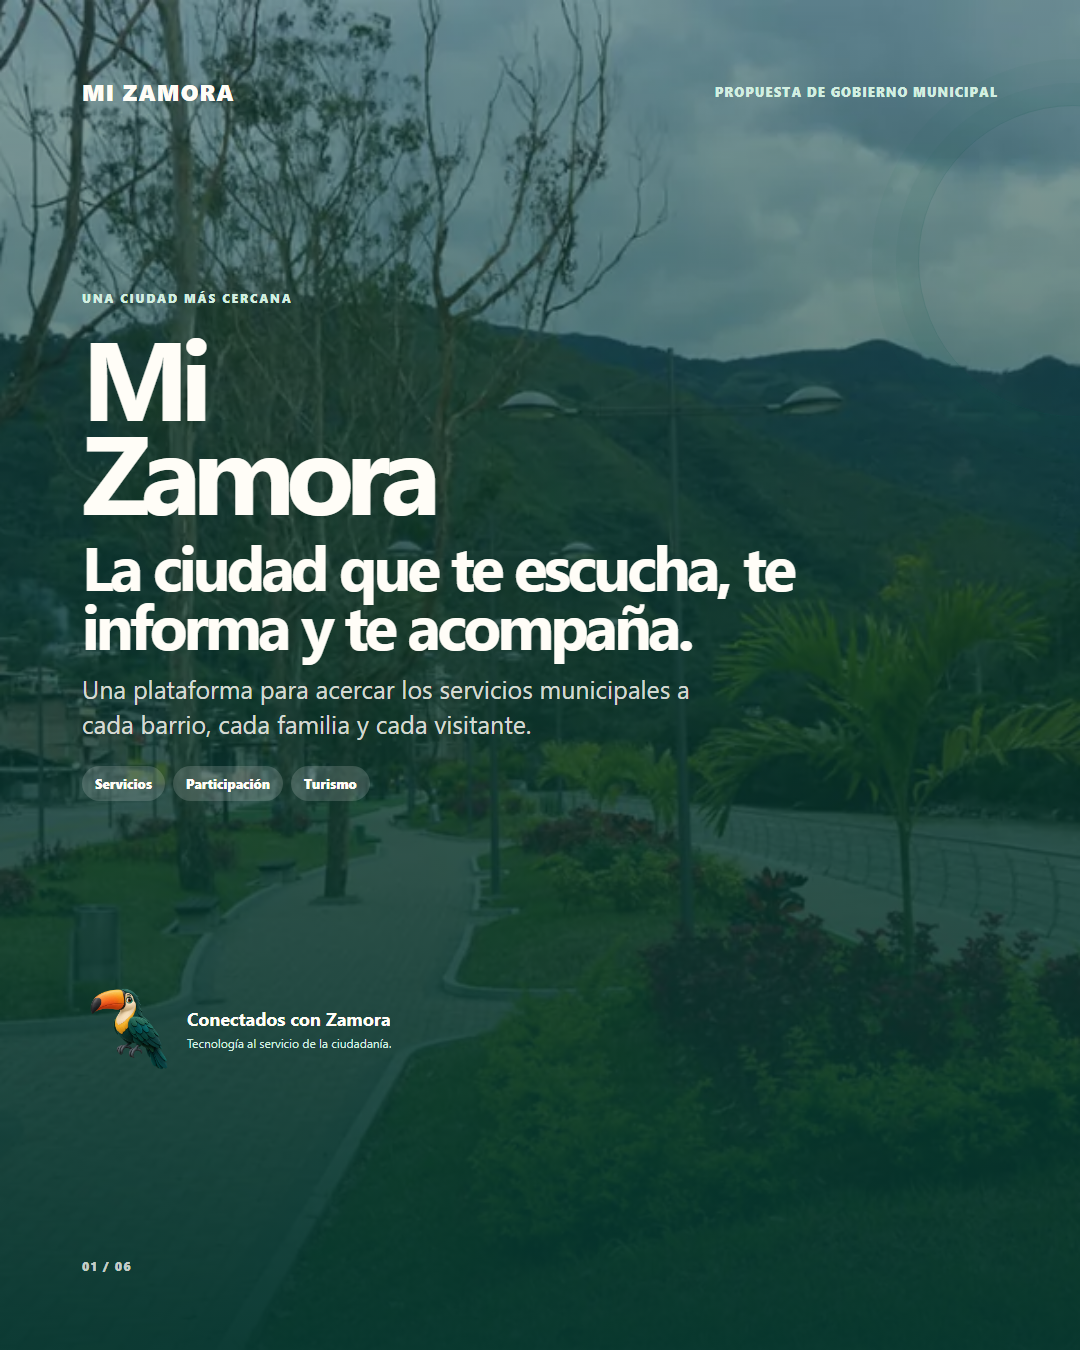 MI ZAMORA
PROPUESTA DE GOBIERNO MUNICIPAL
UNA CIUDAD MÁS CERCANA
Mi
Zamora
La ciudad que te escucha, te
informa y te acompaña.
Una plataforma para acercar los servicios municipales a
cada barrio, cada familia y cada visitante.
Servicios
Participación
Turismo
Conectados con Zamora
Tecnología al servicio de la ciudadanía.
01 / 06